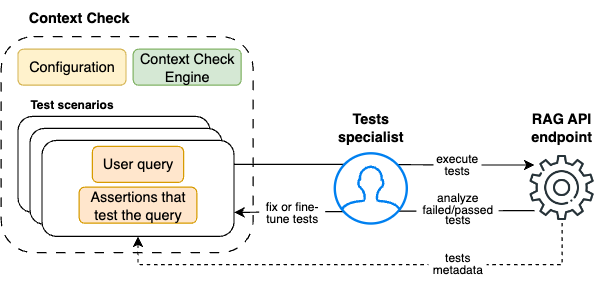 Context Check
Configuration
Context Check
Engine
Test scenarios
User query
Assertions that
test the query
Tests
specialist
RAG API
endpoint
execute
tests
analyze
failed/passed
tests
fix or fine-
tune tests
tests
metadata